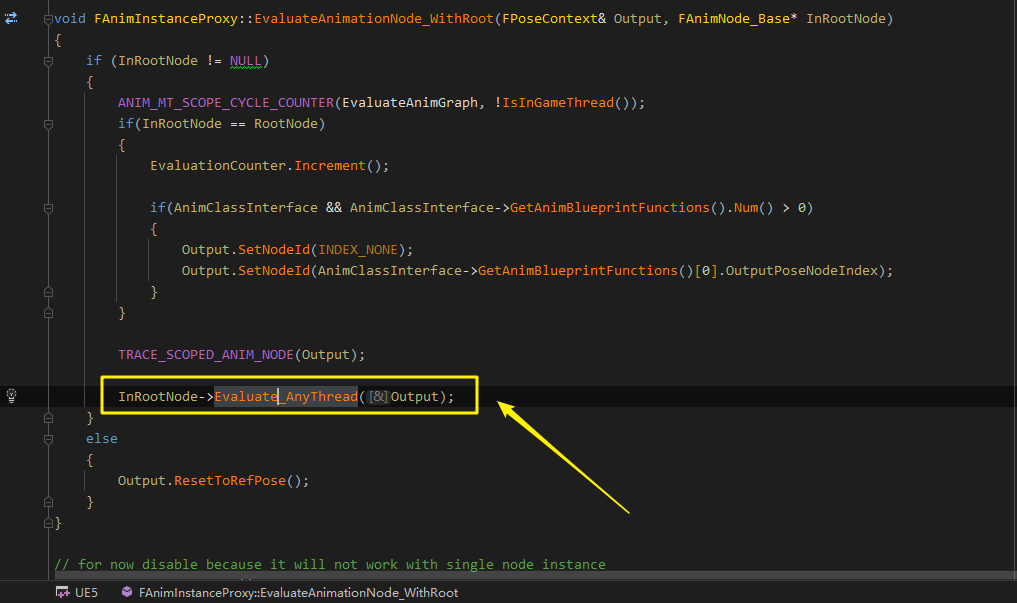 void FAnimInstanceProxy::EvaluateAnimationNode_WithRoot(FPoseContext& Output, FAnimNode_Base* InRootNode)
{
if (InRootNode != NULL)
{
ANIM_MT_SCOPE_CYCLE_COUNTER(EvaluateAnimGraph, !IsInGameThread());
if(InRootNode == RootNode)
{
EvaluationCounter.Increment();
if(AnimClassInterface && AnimClassInterface->GetAnimBlueprintFunctions().Num() > 0)
{
Output.SetNodeId(INDEX_NONE);
Output.SetNodeId(AnimClassInterface->GetAnimBlueprintFunctions()[0].OutputPoseNodeIndex);
}
}
TRACE_SCOPED_ANIM_NODE(Output);
InRootNode->Evaluate_AnyThread([&]Output);
}
else
{
Output.ResetToRefPose();
}
}
// for now disable because it will not work with single node instance
UE5 FAnimInstanceProxy::EvaluateAnimationNode_WithRoot